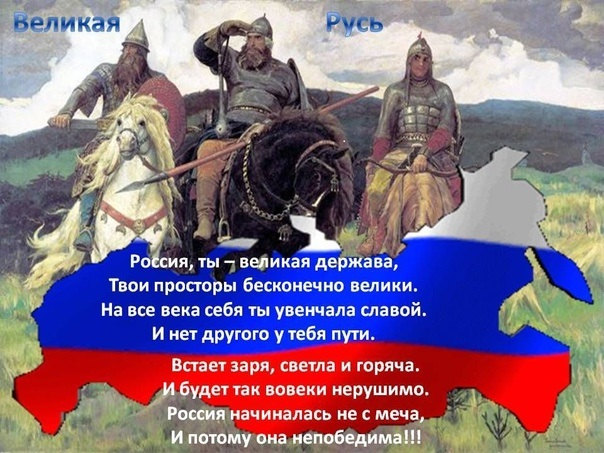 Великая Русь
Россия, ты – великая держава,
Твои просторы бесконечно велики.
На все века себя ты увенчала славой.
И нет другого у тебя пути.
Встает заря, светла и горяча.
И будет так вовеки нерушимо.
Россия начиналась не с меча,
И потому она непобедима!!!